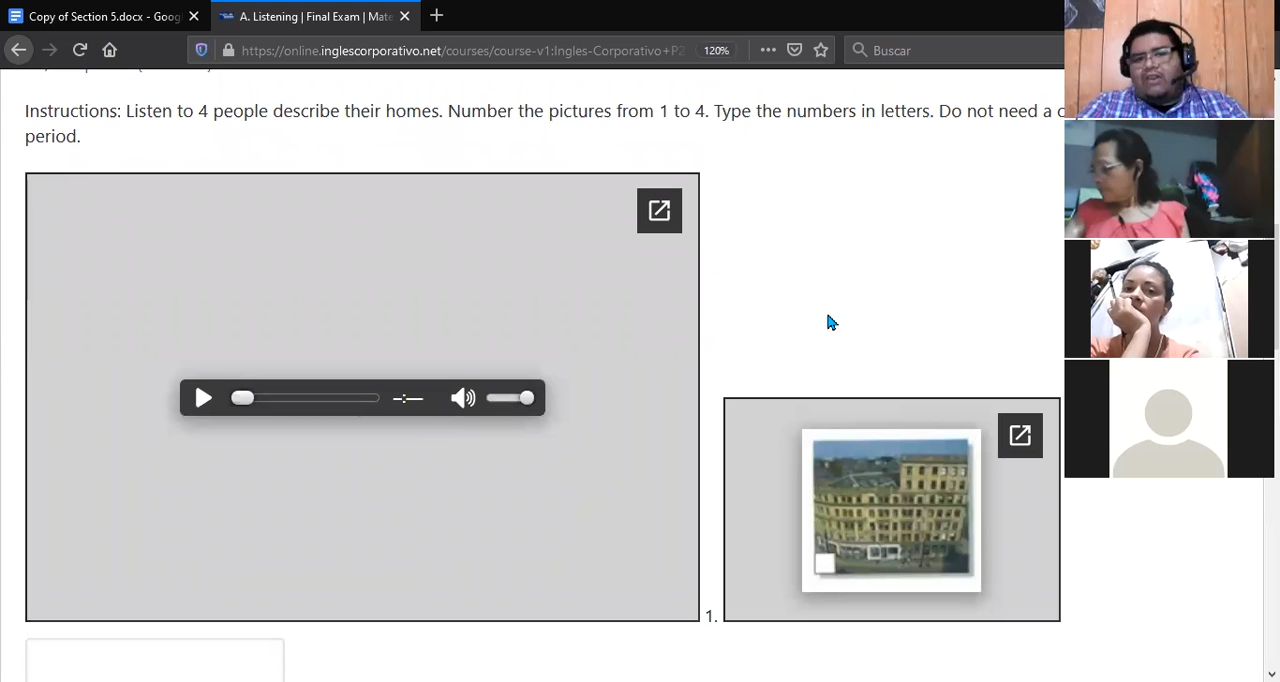 Copy of Section 5.docx - Goog
A. Listening | Final Exam | Mate
https://online.inglescorporativo.net/courses/course-v1:Ingles-Corporativo+P2
120%
Buscar
Instructions: Listen to 4 people describe their homes. Number the pictures from 1 to 4. Type the numbers in letters. Do not need a
period.
1.